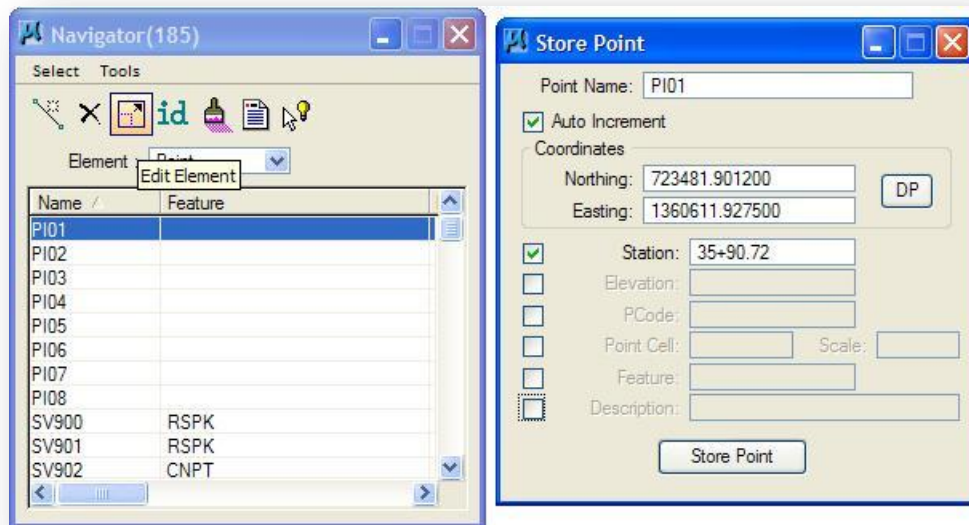 Navigator(185)
Select Tools
id
Element :
Edit Element
Name Feature
PI01
PI02
PI03
PI04
PI05
PI06
PI07
PI08
SV900 RSPK
SV901 RSPK
SV902 CNPT
Store Point
Point Name: PI01
Auto Increment
Coordinates
Northing: 723481.901200
Easting: 1360611.927500
DP
Station: 35+90.72
Elevation:
PCode:
Point Cell: Scale:
Feature:
Description:
Store Point